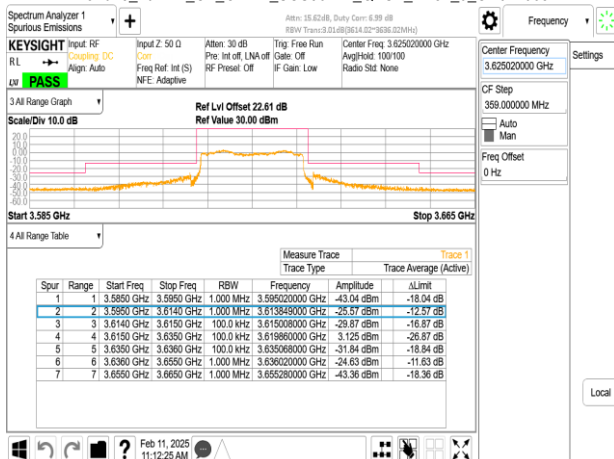 Spectrum Analyzer 1
Spurious Emissions
Attn: 15.62dB, Duty Corr: 6.99 dB
RBW Trans:3.01dB(3614.02~3636.02MHz)
Frequency
Settings
KEYSIGHT
RL
PASS
Input: RF
Coupling: DC
Align: Auto
Input Z: 50 Ω
Corr
Freq Ref: Int (S)
NFE: Adaptive
Atten: 30 dB
Pre: Int off, LNA off
RF Preset: Off
Trig: Free Run
Gate: Off
IF Gain: Low
Center Freq: 3.625020000 GHz
Avg|Hold: 100/100
Radio Std: None
Center Frequency
3.625020000 GHz
CF Step
359.000000 MHz
Auto
Man
Freq Offset
0 Hz
3 All Range Graph
Scale/Div 10.0 dB
Ref Lvl Offset 22.61 dB
Ref Value 30.00 dBm
20.0
10.0
0.00
-10.0
-20.0
-30.0
-40.0
-50.0
-60.0
Start 3.585 GHz
Stop 3.665 GHz
4 All Range Table
Measure Trace Trace 1
Trace Type Trace Average (Active)
Spur Range Start Freq Stop Freq RBW Frequency Amplitude ΔLimit
1 1 3.5850 GHz 3.5950 GHz 1.000 MHz 3.595020000 GHz -43.04 dBm -18.04 dB
2 2 3.5950 GHz 3.6140 GHz 1.000 MHz 3.613849000 GHz -25.57 dBm -12.57 dB
3 3 3.6140 GHz 3.6150 GHz 100.0 kHz 3.615008000 GHz -29.87 dBm -16.87 dB
4 4 3.6150 GHz 3.6350 GHz 100.0 kHz 3.619860000 GHz 3.125 dBm -26.87 dB
5 5 3.6350 GHz 3.6360 GHz 100.0 kHz 3.635068000 GHz -31.84 dBm -18.84 dB
6 6 3.6360 GHz 3.6550 GHz 1.000 MHz 3.636020000 GHz -24.63 dBm -11.63 dB
7 7 3.6550 GHz 3.6650 GHz 1.000 MHz 3.655280000 GHz -43.36 dBm -18.36 dB
Local
Feb 11, 2025
11:12:25 AM